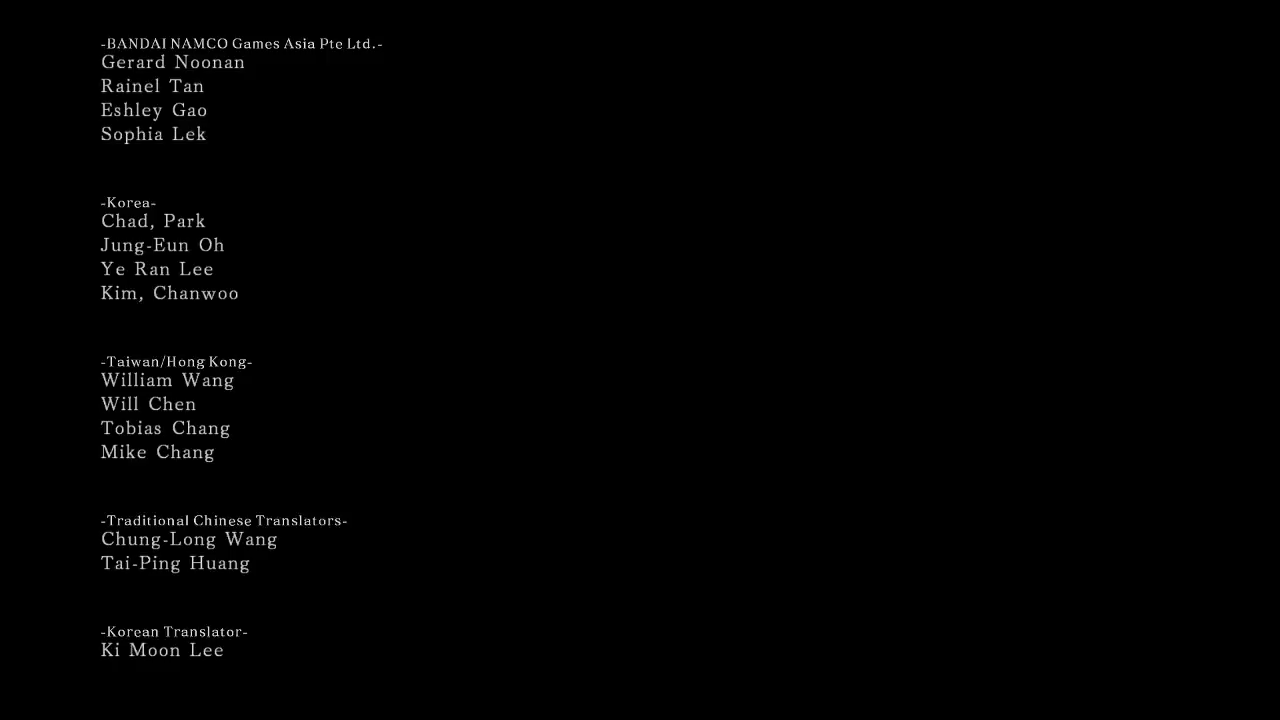 -BANDAI NAMCO Games Asia Pte Ltd.-
Gerard Noonan
Rainel Tan
Eshley Gao
Sophia Lek
-Korea-
Chad, Park
Jung-Eun Oh
Ye Ran Lee
Kim, Chanwoo
-Taiwan/Hong Kong-
William Wang
Will Chen
Tobias Chang
Mike Chang
-Traditional Chinese Translators-
Chung-Long Wang
Tai-Ping Huang
-Korean Translator-
Ki Moon Lee